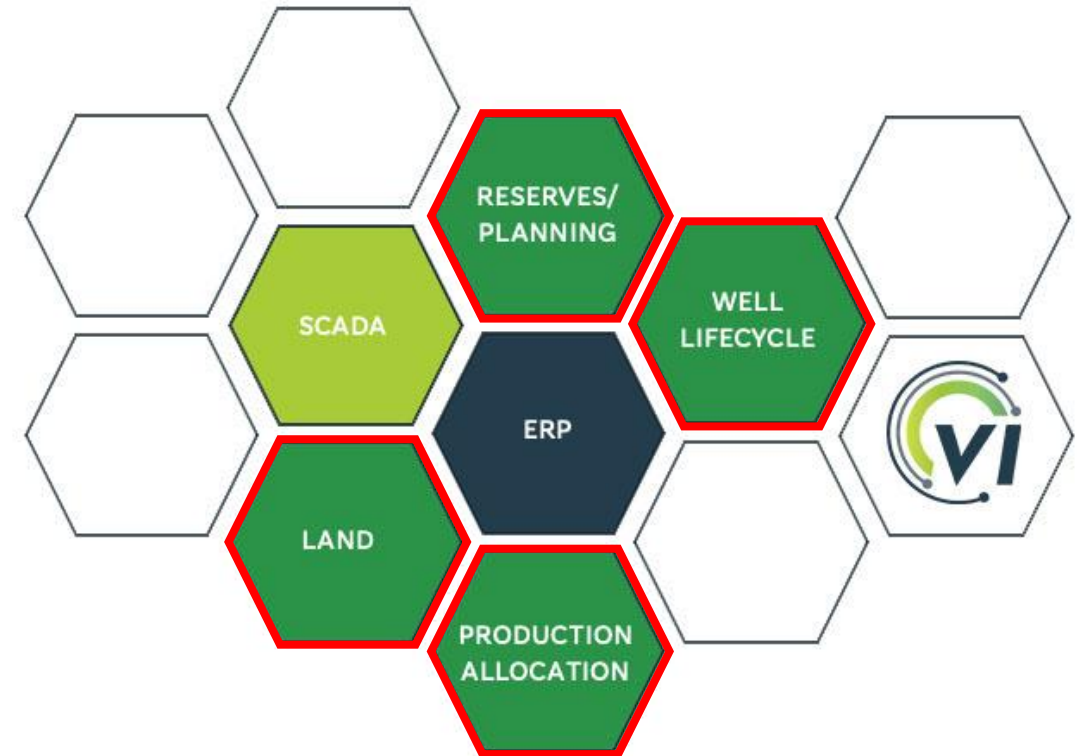 RESERVES/
PLANNING
WELL
LIFECYCLE
SCADA
ERP
VI
LAND
PRODUCTION
ALLOCATION